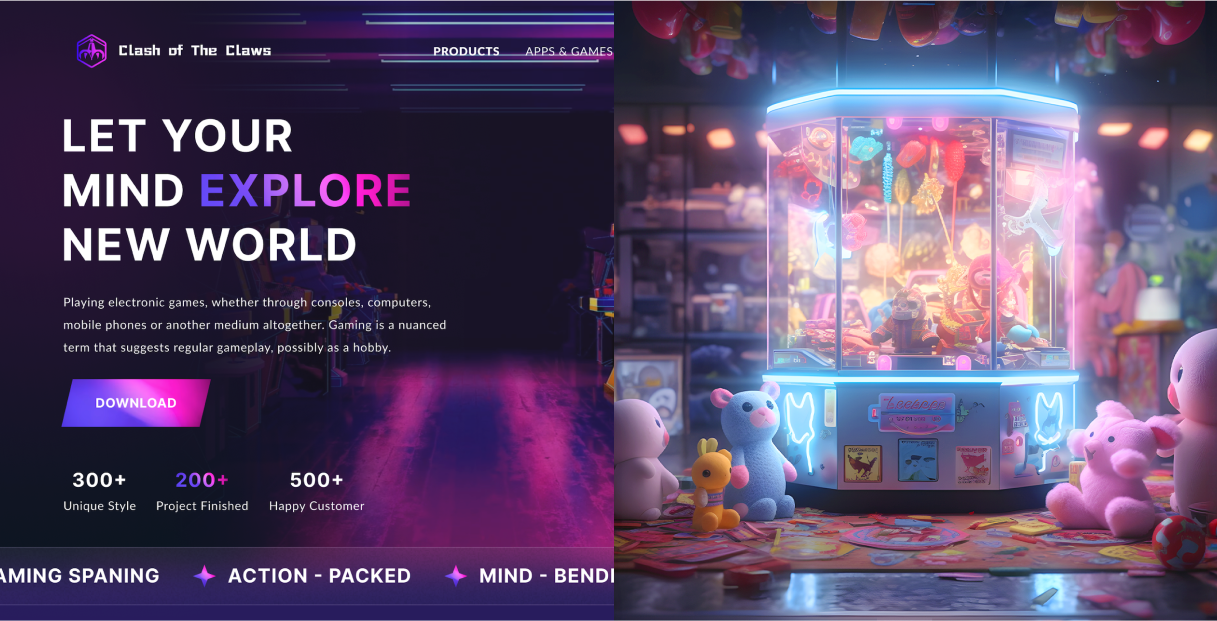 Clash of The Claws
PRODUCTS
APPS & GAMES
LET YOUR
MIND EXPLORE
NEW WORLD
Playing electronic games, whether through consoles, computers,
mobile phones or another medium altogether. Gaming is a nuanced
term that suggests regular gameplay, possibly as a hobby.
DOWNLOAD
300+ 200+ 500+
Unique Style Project Finished Happy Customer
AMING SPANING ACTION - PACKED MIND - BENDI